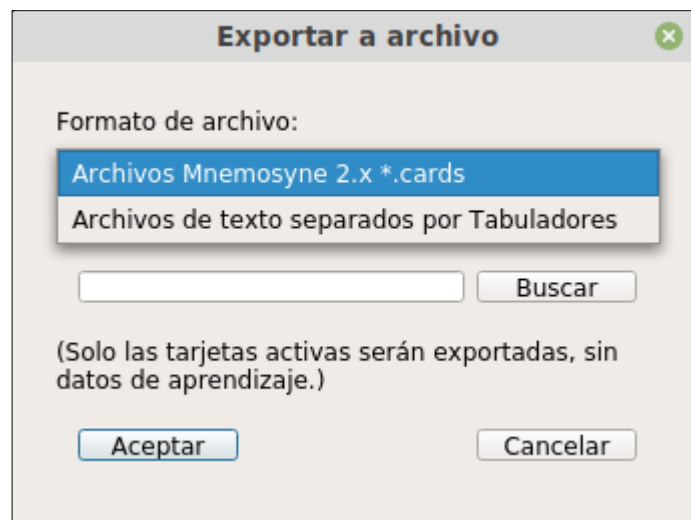 Exportar a archivo
Formato de archivo:
Archivos Mnemosyne 2.x *.cards
Archivos de texto separados por Tabuladores
Buscar
(Solo las tarjetas activas serán exportadas, sin
datos de aprendizaje.)
Aceptar
Cancelar